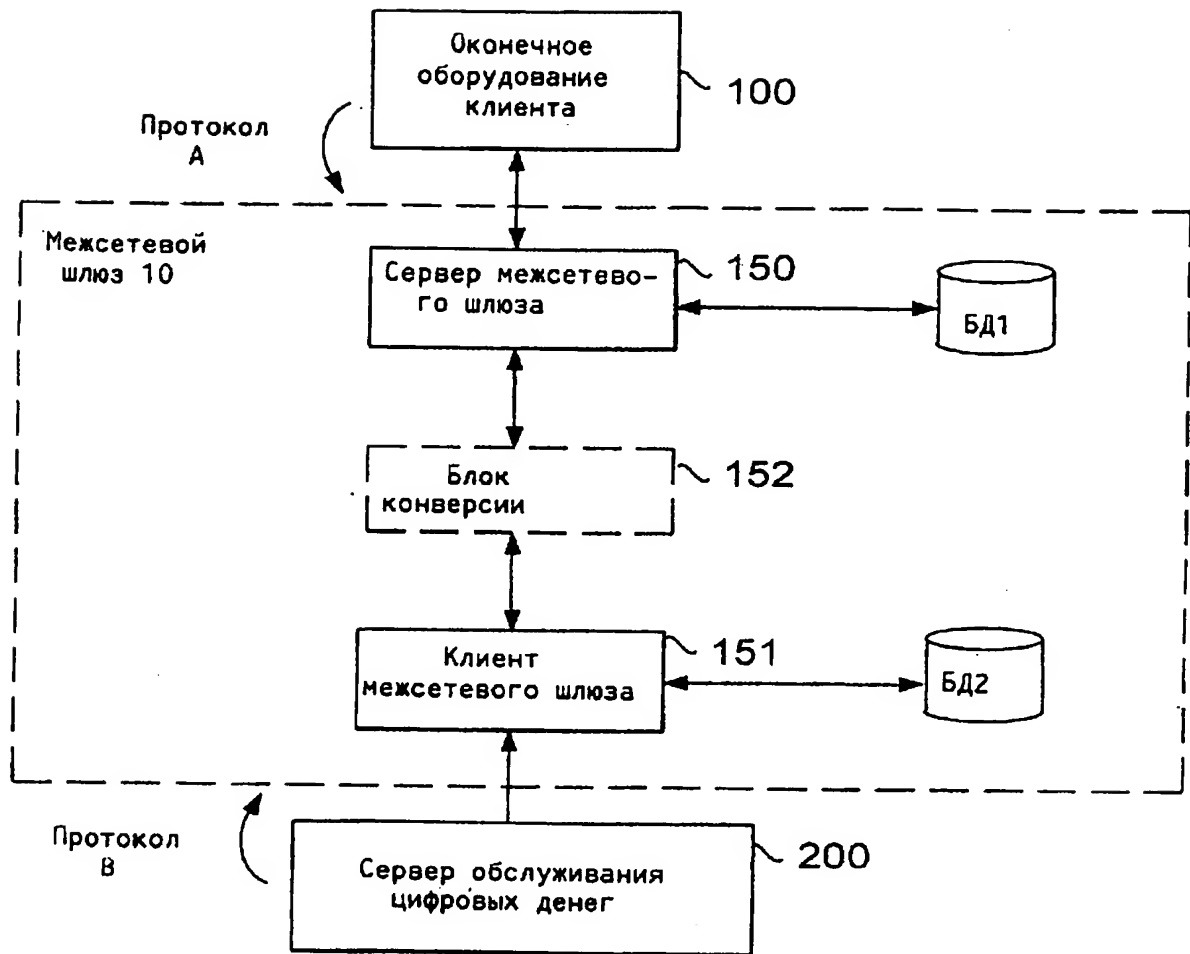 Оконечное
оборудование
клиента
100
Протокол
А
Межсетевой
шлюз 10
Сервер межсетево-
го шлюза
150
БД1
Блок
конверсии
152
Клиент
межсетевого шлюза
151
БД2
Протокол
В
Сервер обслуживания
цифровых денег
200